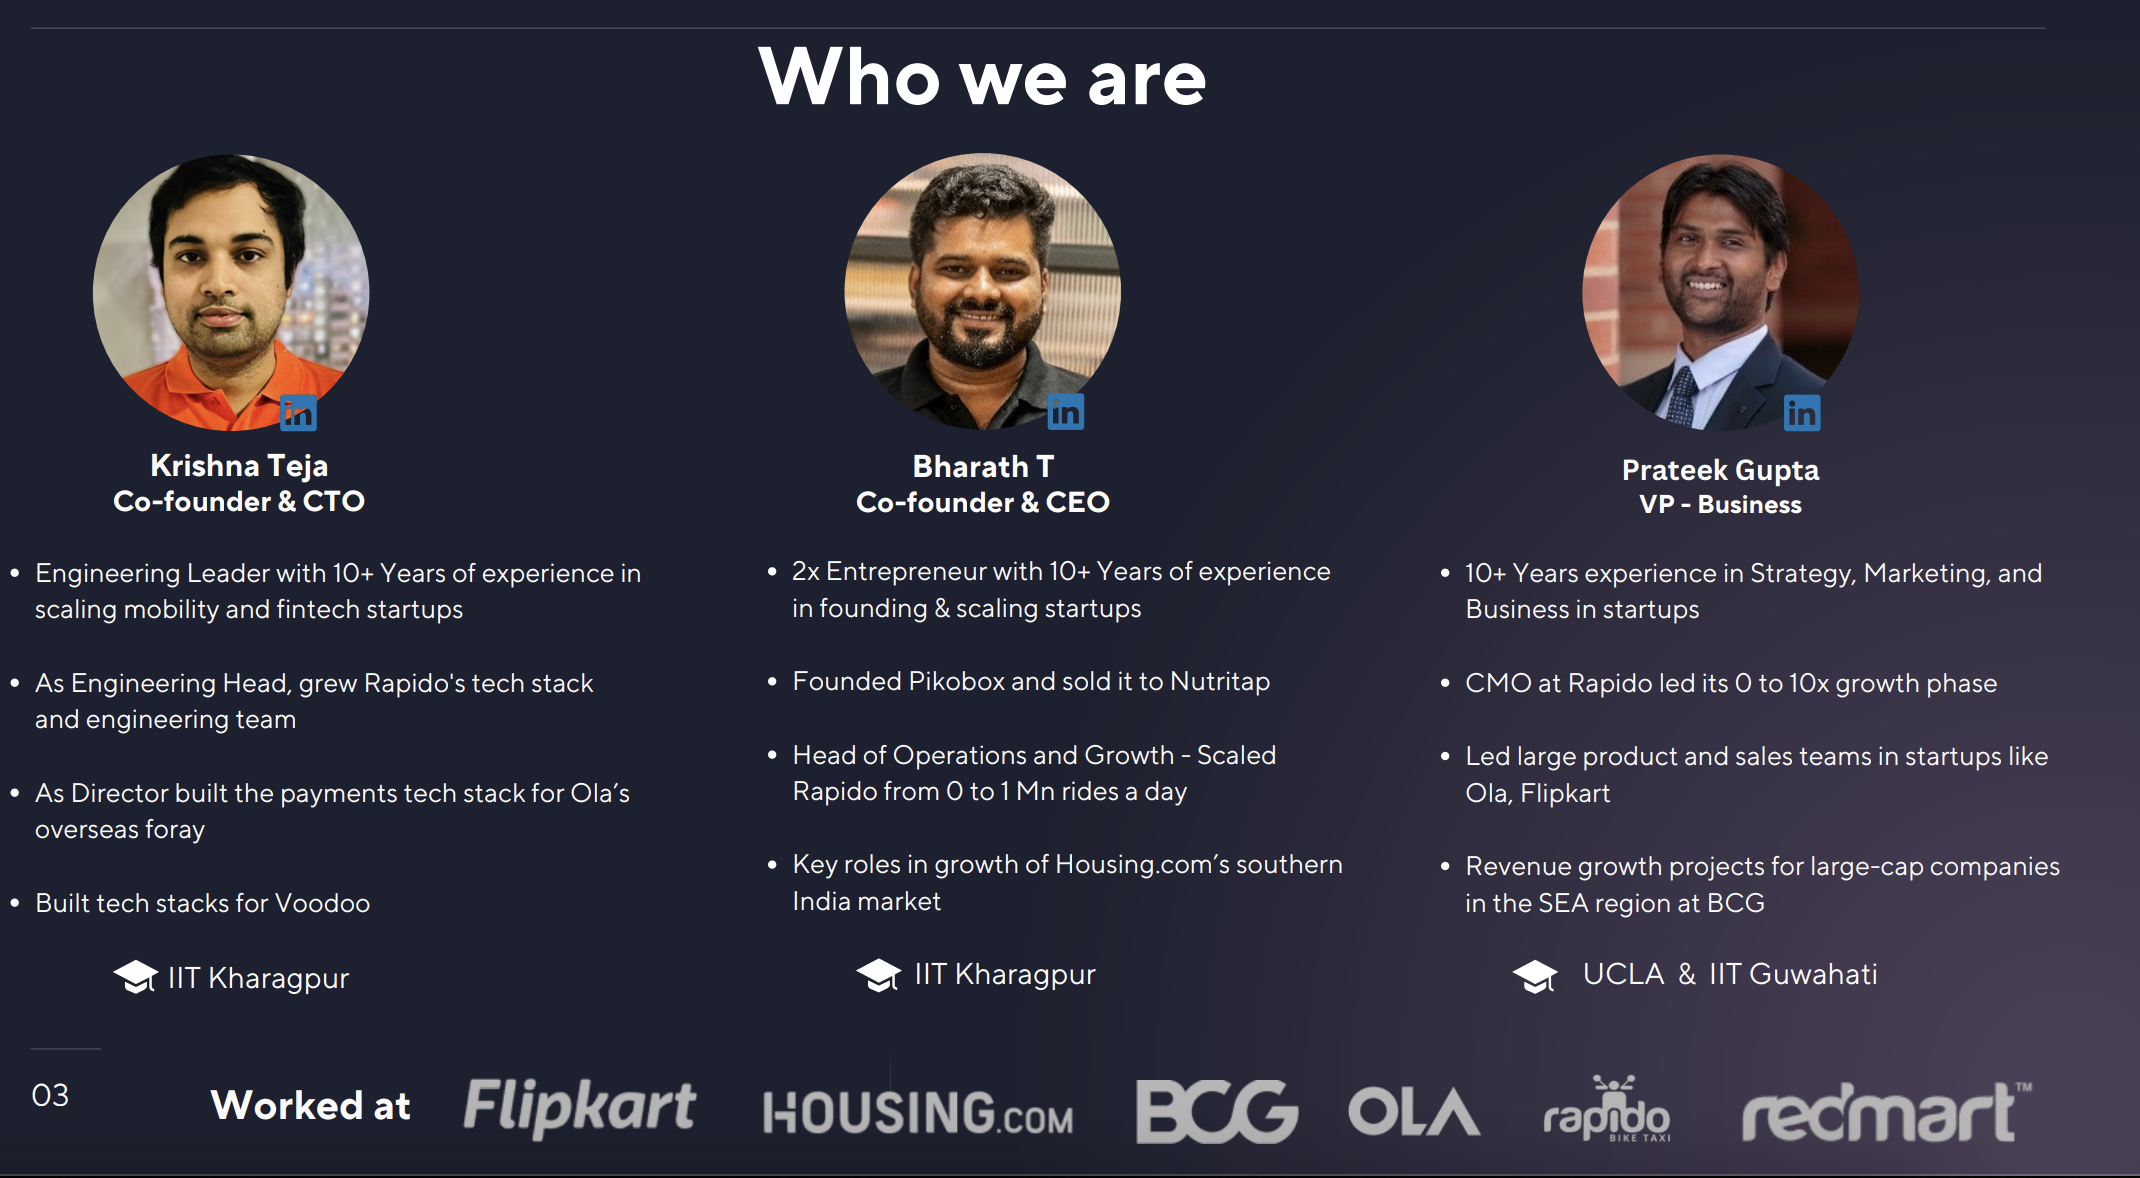 Who we are
in
Krishna Teja
Co-founder & CTO
• Engineering Leader with 10+ Years of experience in
scaling mobility and fintech startups
• As Engineering Head, grew Rapido's tech stack
and engineering team
• As Director built the payments tech stack for Ola’s
overseas foray
• Built tech stacks for Voodoo
IIT Kharagpur
in
Bharath T
Co-founder & CEO
• 2x Entrepreneur with 10+ Years of experience
in founding & scaling startups
• Founded Pikobox and sold it to Nutritap
• Head of Operations and Growth - Scaled
Rapido from 0 to 1 Mn rides a day
• Key roles in growth of Housing.com’s southern
India market
IIT Kharagpur
in
Prateek Gupta
VP - Business
• 10+ Years experience in Strategy, Marketing, and
Business in startups
• CMO at Rapido led its 0 to 10x growth phase
• Led large product and sales teams in startups like
Ola, Flipkart
• Revenue growth projects for large-cap companies
in the SEA region at BCG
UCLA & IIT Guwahati
03
Worked at
Flipkart
HOUSING.COM
BCG
OLA
rapido
BIKE TAXI
redmart™